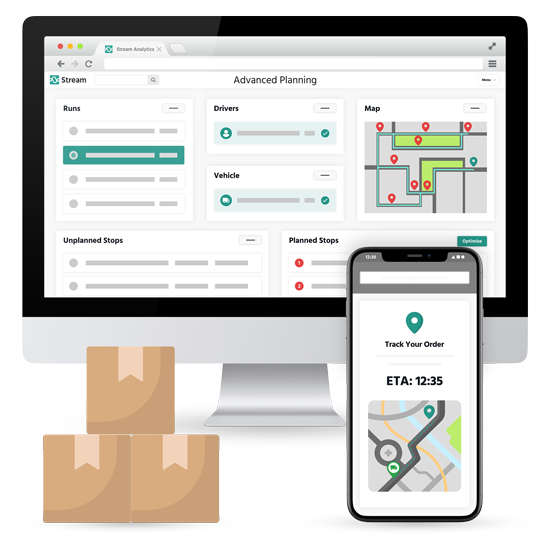 Stream Analytics
Stream
Advanced Planning
Menu
Runs
Drivers
Map
Vehicle
Unplanned Stops
Planned Stops
Optimise
1
2
12:30
Track Your Order
ETA: 12:35